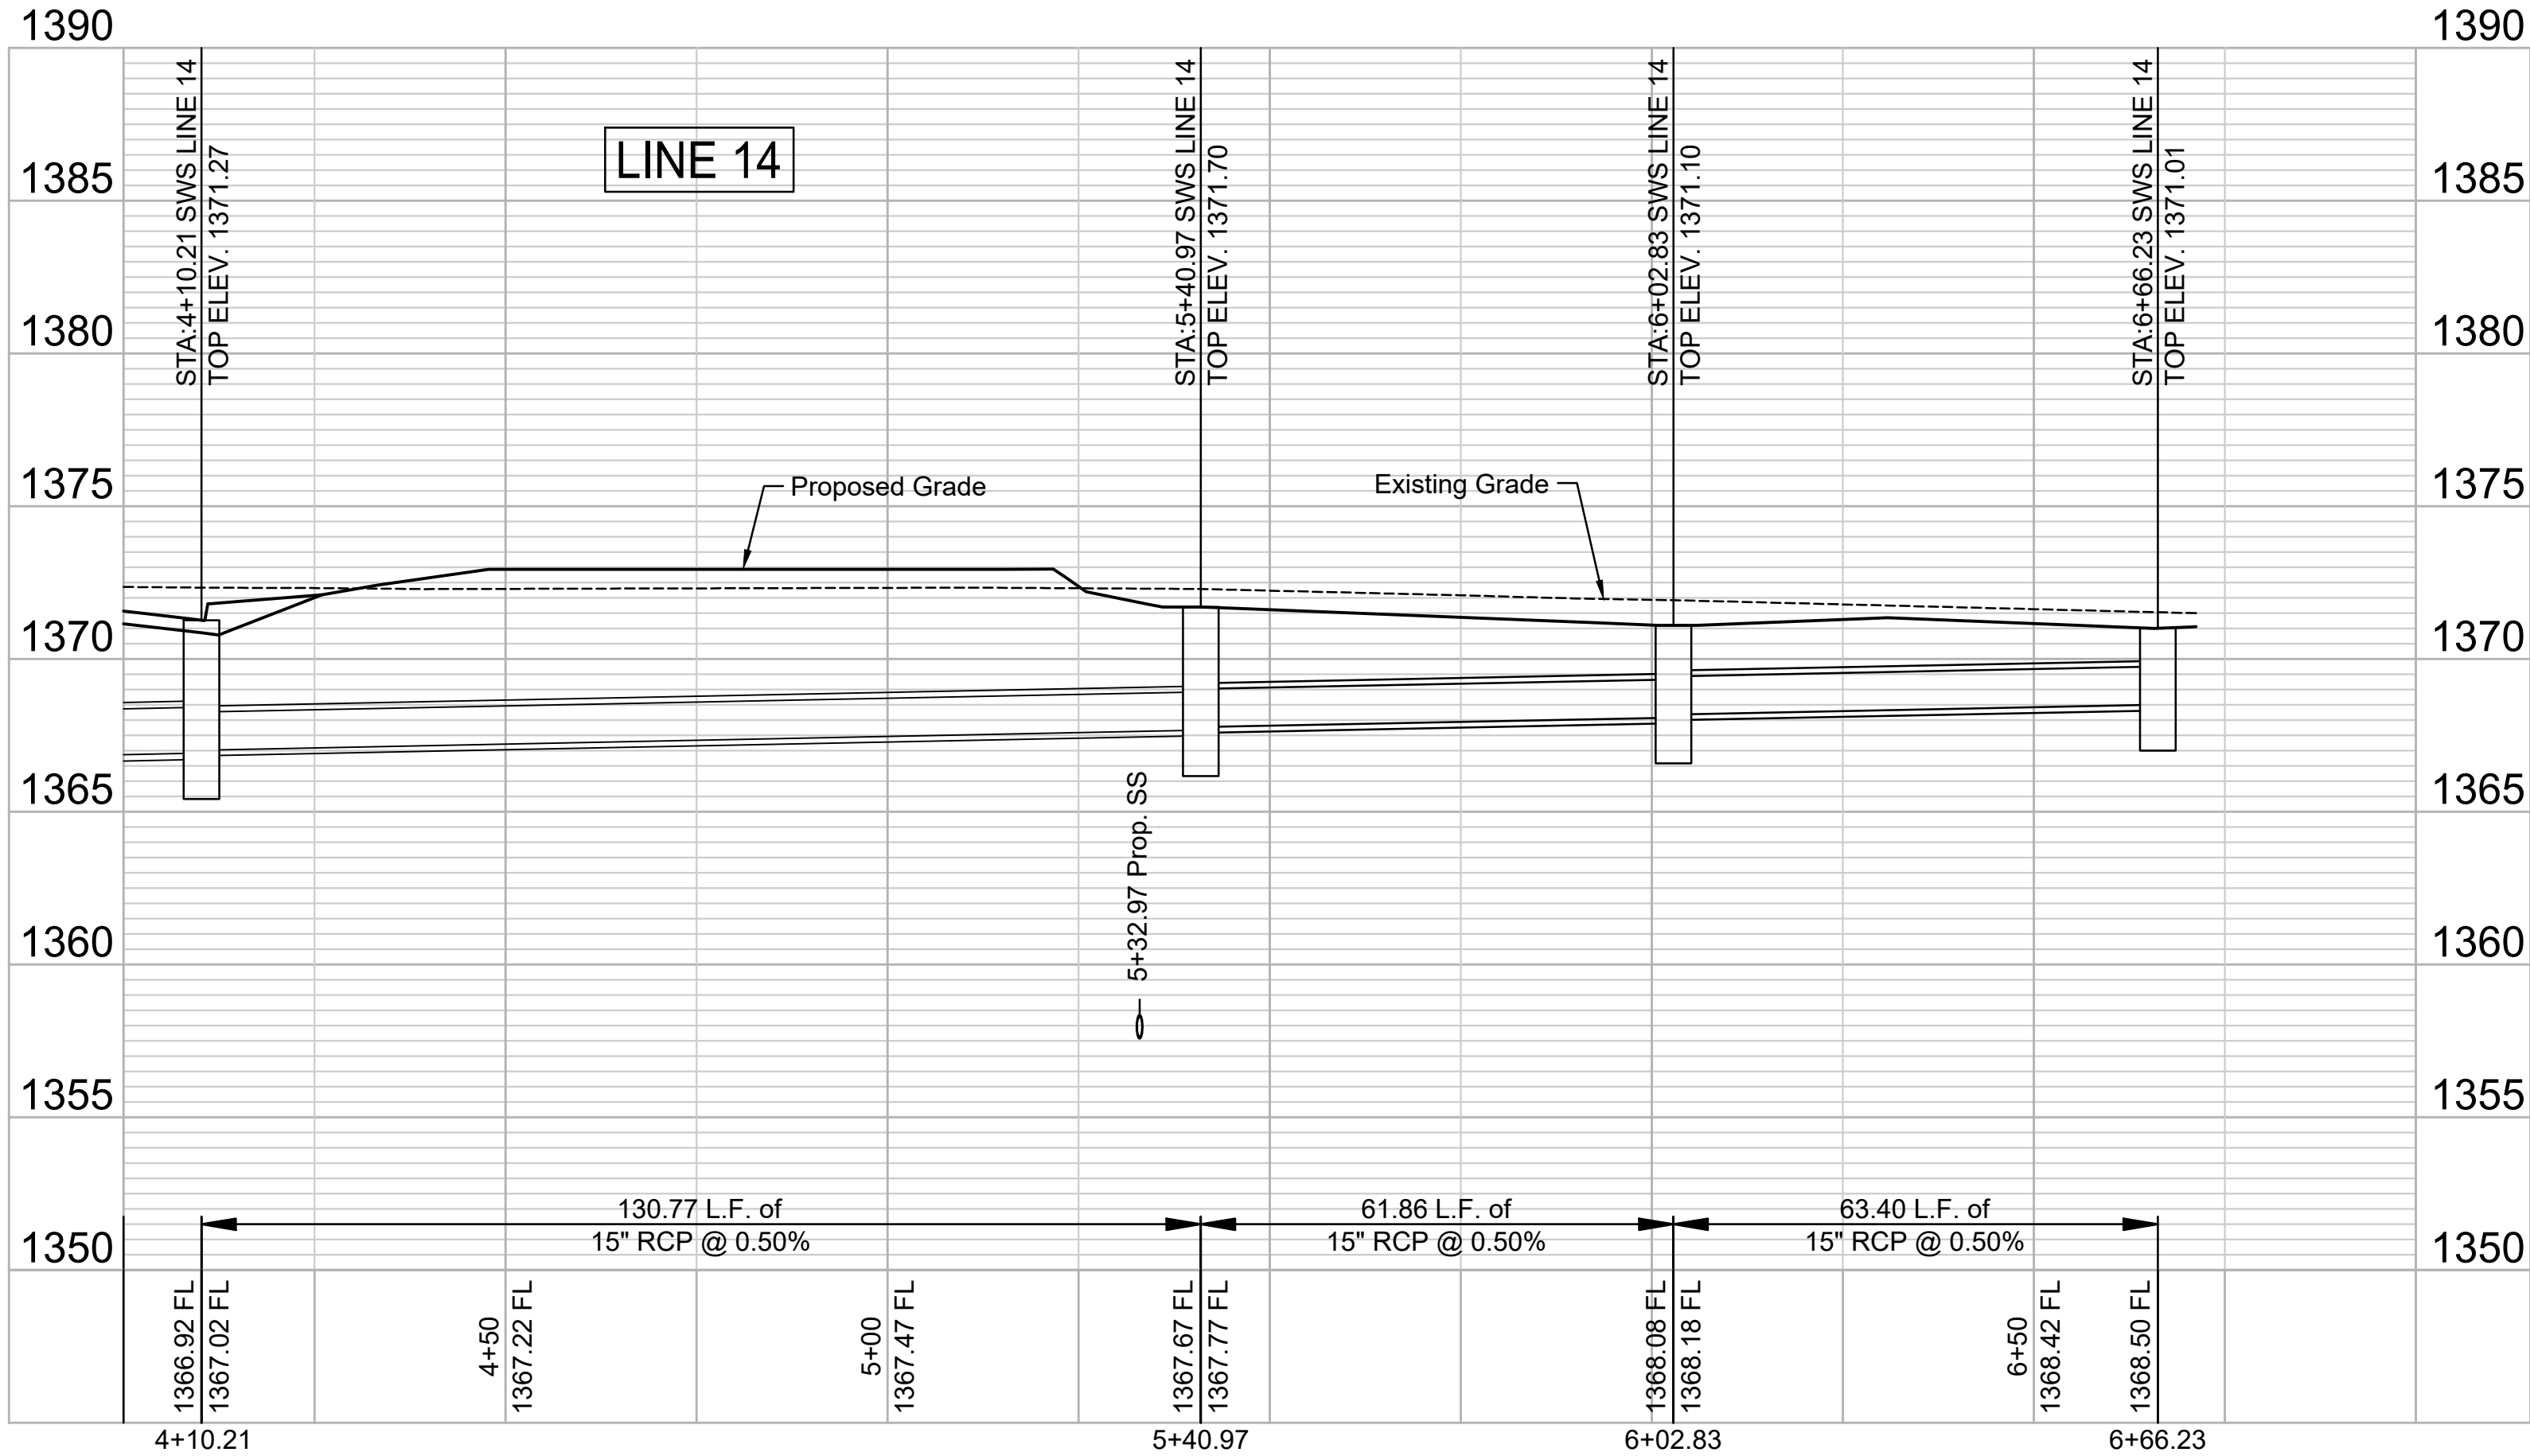 1390
1390
1385
1385
1380
1380
1375
1375
1370
1370
1365
1365
1360
1360
1355
1355
1350
1350
LINE 14
STA:4+10.21 SWS LINE 14
TOP ELEV. 1371.27
STA:5+40.97 SWS LINE 14
TOP ELEV. 1371.70
STA:6+02.83 SWS LINE 14
TOP ELEV. 1371.10
STA:6+66.23 SWS LINE 14
TOP ELEV. 1371.01
Proposed Grade
Existing Grade
5+32.97 Prop. SS
130.77 L.F. of
15" RCP @ 0.50%
61.86 L.F. of
15" RCP @ 0.50%
63.40 L.F. of
15" RCP @ 0.50%
1366.92 FL
1367.02 FL
4+50
1367.22 FL
5+00
1367.47 FL
1367.67 FL
1367.77 FL
1368.08 FL
1368.18 FL
6+50
1368.42 FL
1368.50 FL
4+10.21
5+40.97
6+02.83
6+66.23